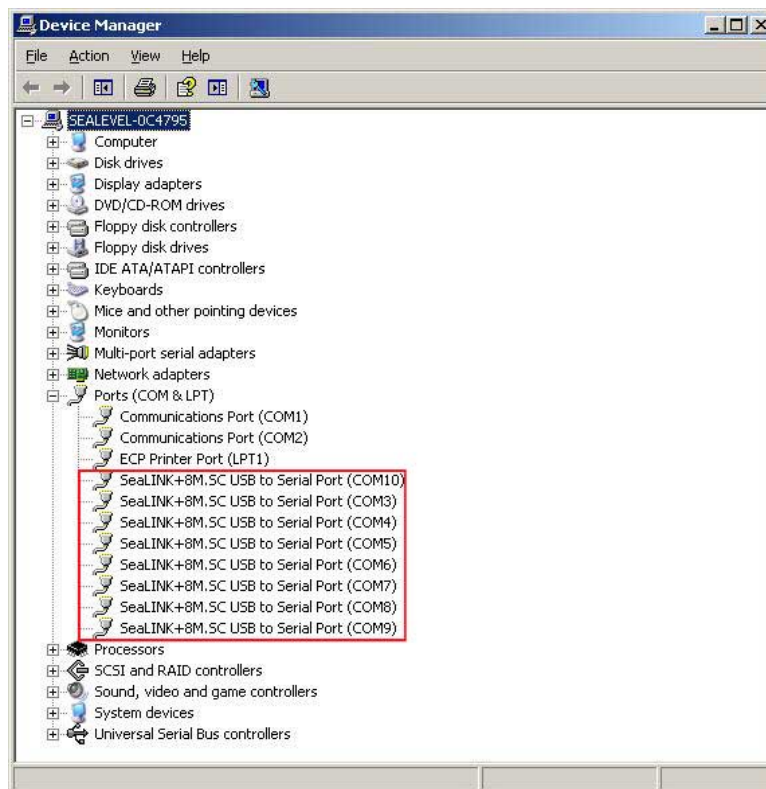 Device Manager
File Action View Help
SEALEVEL-0C4795
Computer
Disk drives
Display adapters
DVD/CD-ROM drives
Floppy disk controllers
Floppy disk drives
IDE ATA/ATAPI controllers
Keyboards
Mice and other pointing devices
Monitors
Multi-port serial adapters
Network adapters
Ports (COM & LPT)
Communications Port (COM1)
Communications Port (COM2)
ECP Printer Port (LPT1)
SeaLINK+8M.SC USB to Serial Port (COM10)
SeaLINK+8M.SC USB to Serial Port (COM3)
SeaLINK+8M.SC USB to Serial Port (COM4)
SeaLINK+8M.SC USB to Serial Port (COM5)
SeaLINK+8M.SC USB to Serial Port (COM6)
SeaLINK+8M.SC USB to Serial Port (COM7)
SeaLINK+8M.SC USB to Serial Port (COM8)
SeaLINK+8M.SC USB to Serial Port (COM9)
Processors
SCSI and RAID controllers
Sound, video and game controllers
System devices
Universal Serial Bus controllers